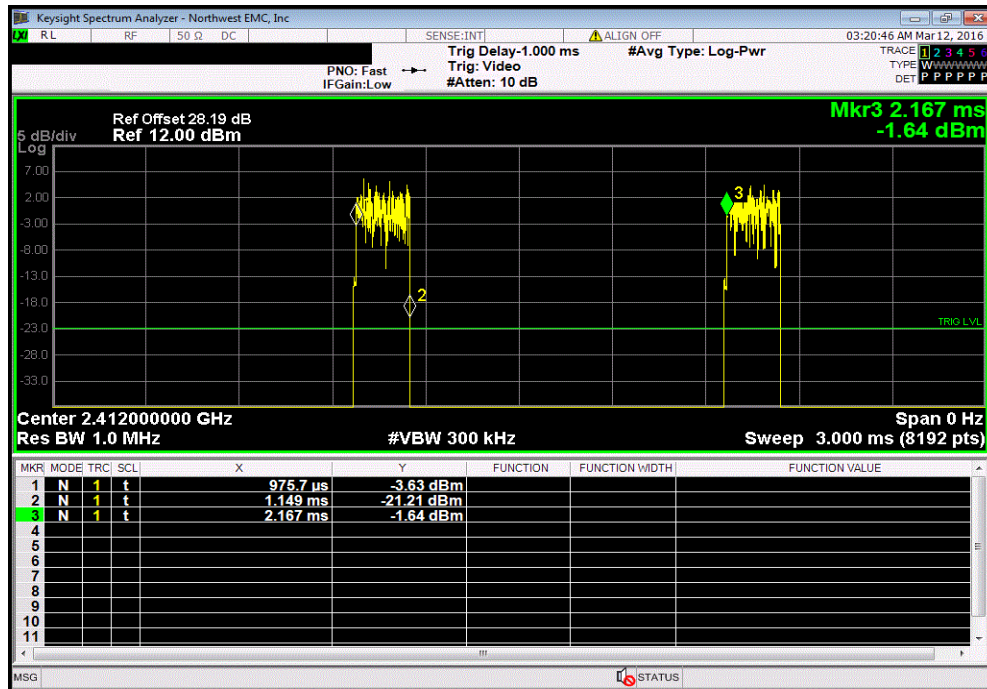 Keysight Spectrum Analyzer - Northwest EMC, Inc
LXI RL RF 50 Ω DC SENSE:INT ALIGN OFF 03:20:46 AM Mar 12, 2016
Trig Delay-1.000 ms #Avg Type: Log-Pwr TRACE 1 2 3 4 5 6
PNO: Fast Trig: Video TYPE WWWWWW
IFGain:Low #Atten: 10 dB DET P P P P P P
Mkr3 2.167 ms
-1.64 dBm
Ref Offset 28.19 dB
5 dB/div Ref 12.00 dBm
Log
7.00
2.00
-3.00
-8.00
-13.0
-18.0
-23.0
-28.0
-33.0
3
2
TRIG LVL
Center 2.412000000 GHz Span 0 Hz
Res BW 1.0 MHz #VBW 300 kHz Sweep 3.000 ms (8192 pts)
MKR MODE TRC SCL X Y FUNCTION FUNCTION WIDTH FUNCTION VALUE
1 N 1 t 975.7 µs -3.63 dBm
2 N 1 t 1.149 ms -21.21 dBm
3 N 1 t 2.167 ms -1.64 dBm
4
5
6
7
8
9
10
11
MSG STATUS